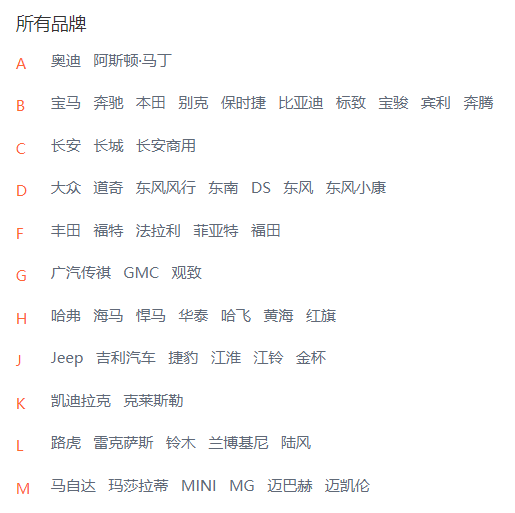 所有品牌
A 奥迪 阿斯顿·马丁
B 宝马 奔驰 本田 别克 保时捷 比亚迪 标致 宝骏 宾利 奔腾
C 长安 长城 长安商用
D 大众 道奇 东风风行 东南 DS 东风 东风小康
F 丰田 福特 法拉利 菲亚特 福田
G 广汽传祺 GMC 观致
H 哈弗 海马 悍马 华泰 哈飞 黄海 红旗
J Jeep 吉利汽车 捷豹 江淮 江铃 金杯
K 凯迪拉克 克莱斯勒
L 路虎 雷克萨斯 铃木 兰博基尼 陆风
M 马自达 玛莎拉蒂 MINI MG 迈巴赫 迈凯伦